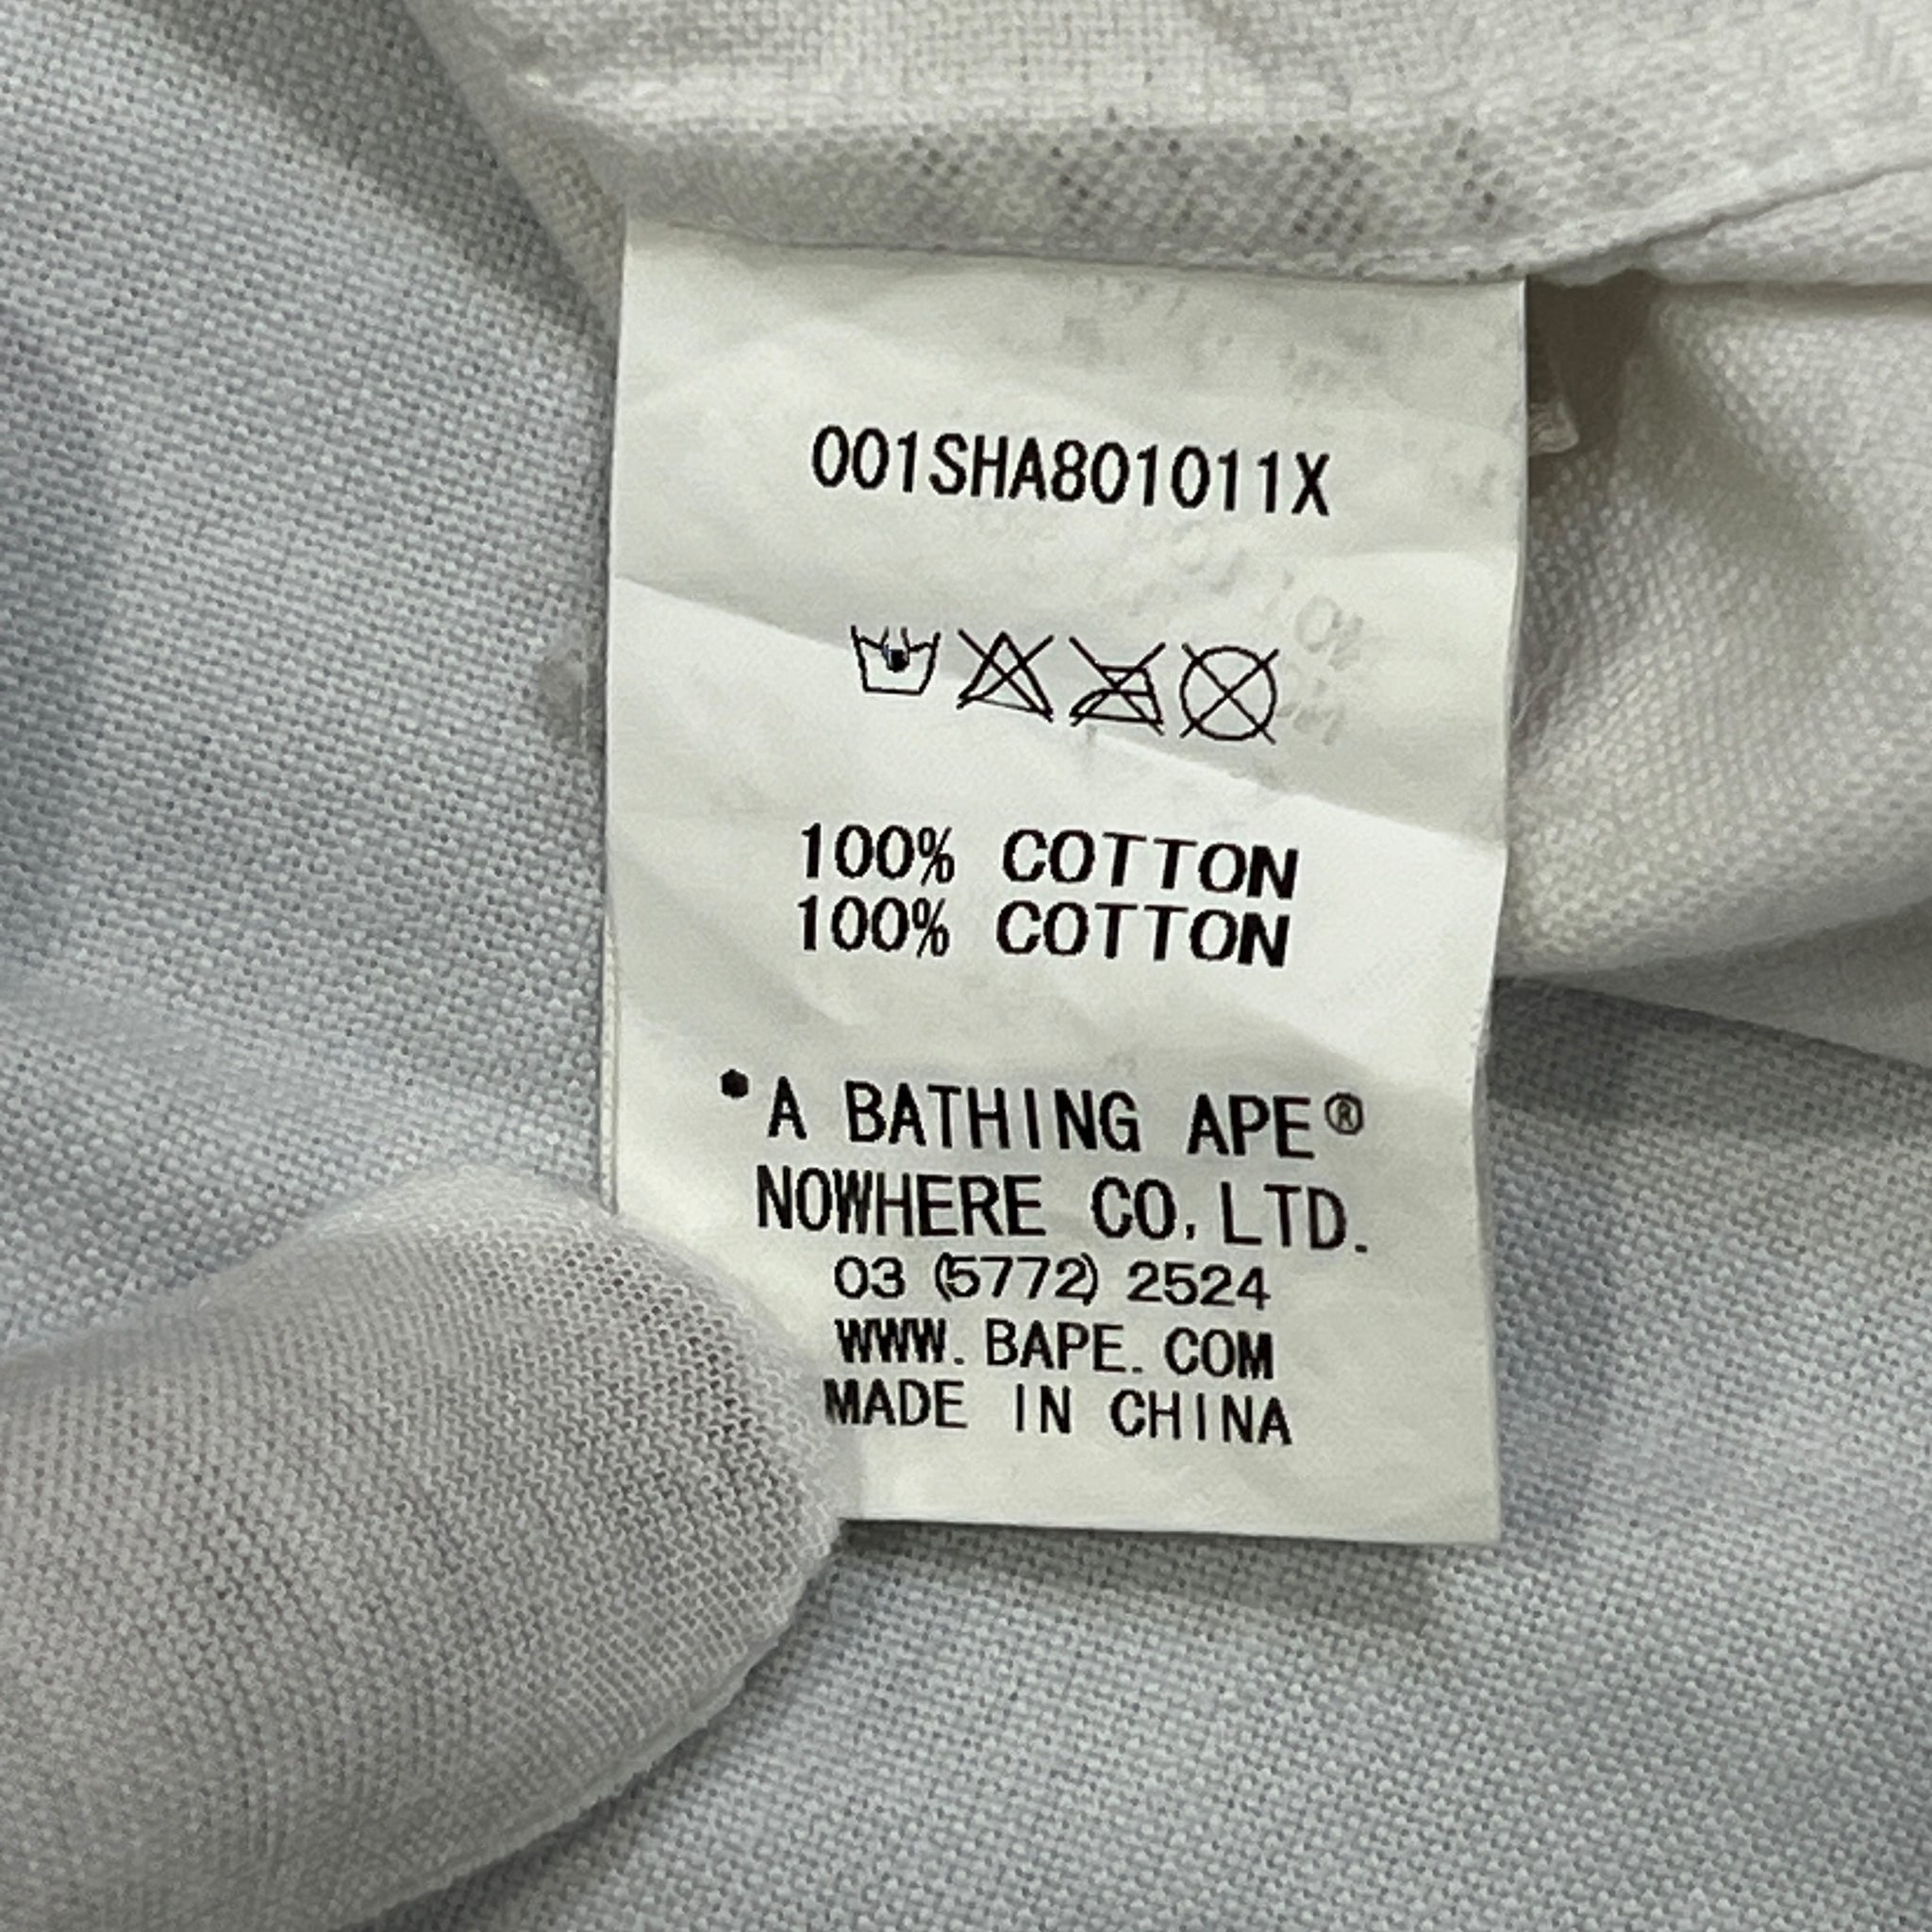 001SHA801011X
100% COTTON
100% COTTON
•A BATHING APE®
NOWHERE CO,LTD.
03 (5772) 2524
WWW.BAPE.COM
MADE IN CHINA